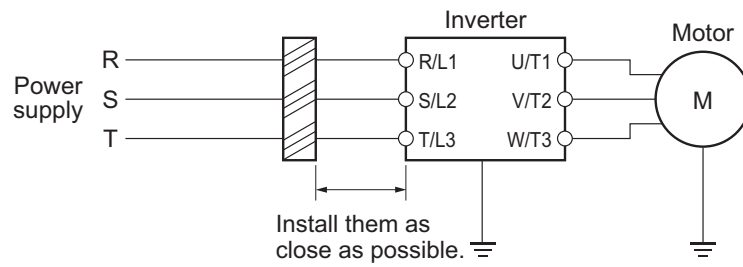 Inverter
Motor
Power
supply
R
S
T
R/L1
S/L2
T/L3
U/T1
V/T2
W/T3
M
Install them as
close as possible.